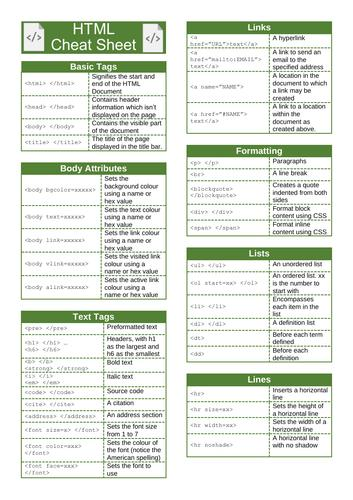 HTML
Cheat Sheet
</>
</>
Basic Tags
<html> </html>
Signifies the start
and end of the HTML
Document
<head> </head>
Contains header
information which isn't
displayed on the page
<body> </body>
Contains the visible part
of the document
<title> </title>
The title of the page
displayed in the title bar.
Body Attributes
<body bgcolor=xxxxx>
Sets the
background colour
using a name or
hex value
<body text=xxxxx>
Sets the text
colour using a
name or hex value
<body link=xxxxx>
Sets the link colour
using a name or
hex value
<body vlink=xxxxx>
Sets the visited link
colour using a
name or hex value
<body alink=xxxxx>
Sets the active link
colour using a
name or hex value
Text Tags
<pre> </pre>
Preformatted text
<h1> </h1> …
<h6> </h6>
Headers, with h1
as the largest and
h6 as the smallest
<b> </b>
<strong> </strong>
Bold text
<i> </i>
<em> </em>
Italic text
<code> </code>
Source code
<cite> </cite>
A citation
<address> </address>
An address section
<font size=x> </font>
Sets the font size
from 1 to 7
<font color=xxx>
</font>
Sets the colour of
the font (notice the
American spelling)
<font face=xxx>
</font>
Sets the font to
use
Links
<a
href="URL">text</a>
A hyperlink
<a
href="mailto:EMAIL">
text</a>
A link to send an
email to the
specified address
<a name="NAME">
A location in the
document to which
a link may be
created
<a href="#NAME">
text</a>
A link to a location
within the
document as
created above.
Formatting
<p> </p>
Paragraphs
<br>
A line break
<blockquote>
</blockquote>
Creates a quote
indented from both
sides
<div> </div>
Format block
content using CSS
<span> </span>
Format inline
content using CSS
Lists
<ul> </ul>
An unordered list
<ol start=xx> </ol>
An ordered list. xx
is the number to
start with
<li> </li>
Encompasses
each item in the
list
<dl> </dl>
A definition list
<dt>
Before each term
defined
<dd>
Before each
definition
Lines
<hr>
Inserts a horizontal
line
<hr size=xx>
Sets the height of
a horizontal line
<hr width=xx>
Sets the width of a
horizontal line
<hr noshade>
A horizontal line
with no shadow